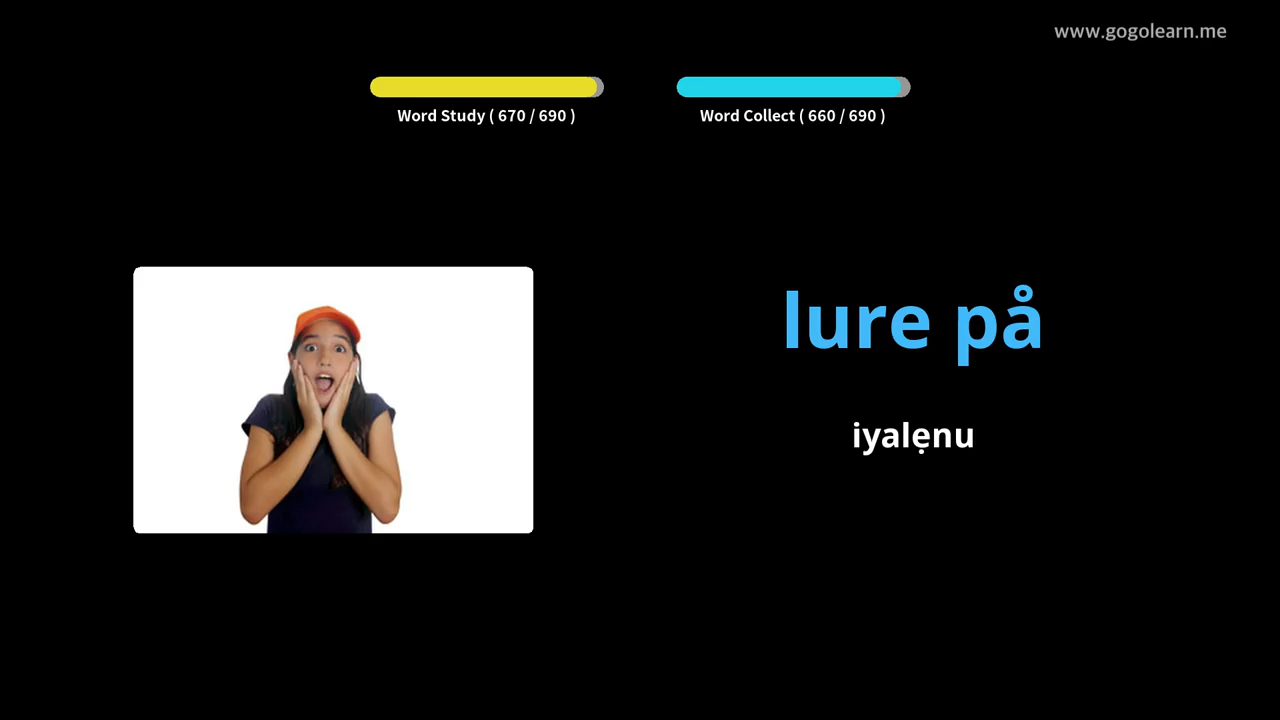 www.gogolearn.me
Word Study ( 670 / 690 )
Word Collect ( 660 / 690 )
lure på
iyalẹnu